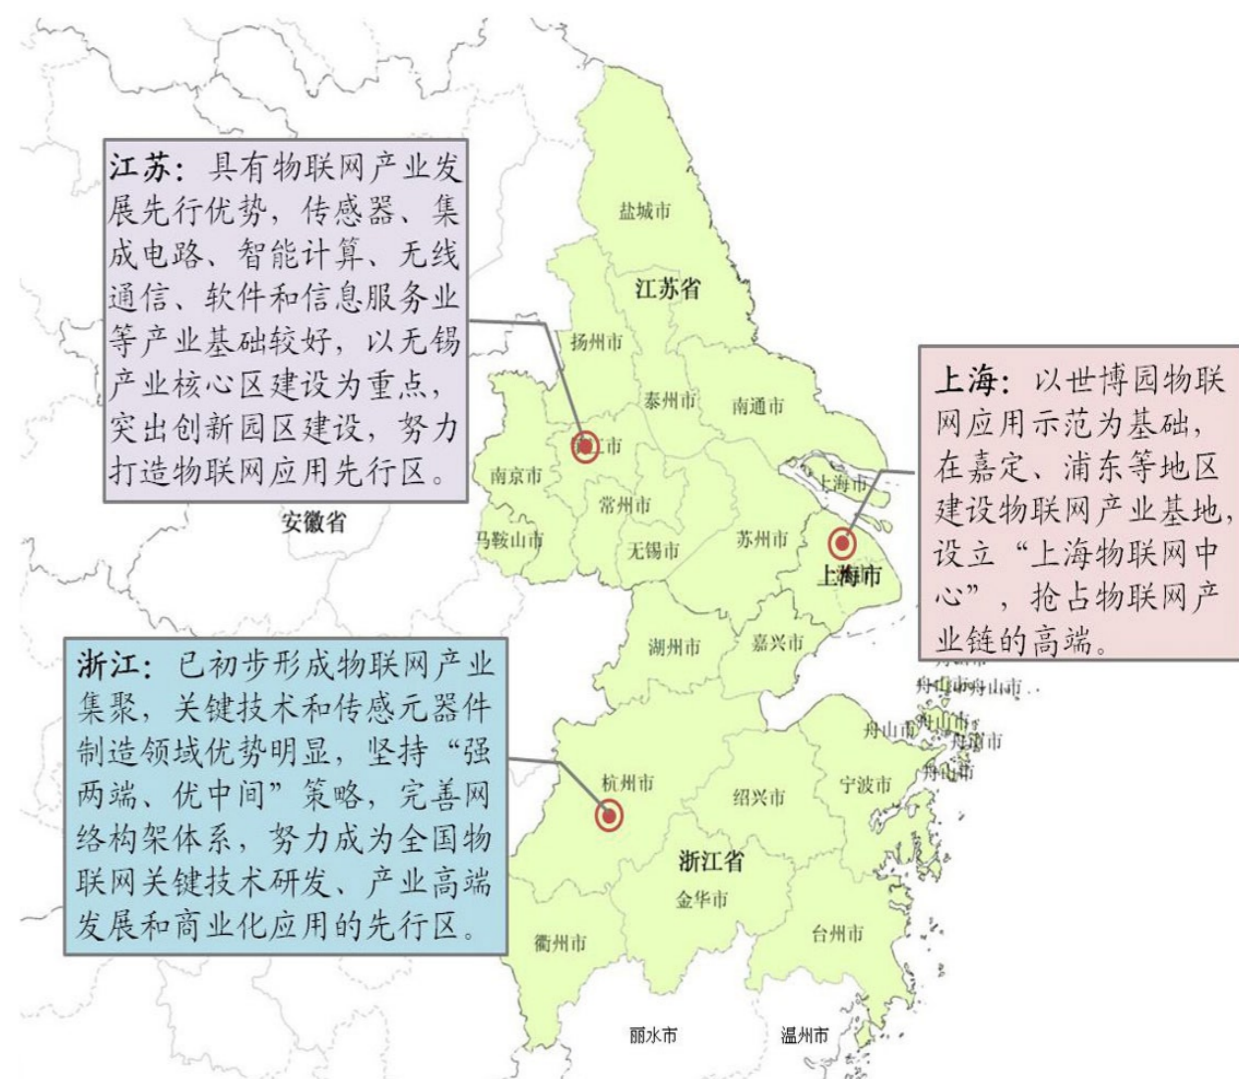 江苏：具有物联网产业发
展先行优势，传感器、集
成电路、智能计算、无线
通信、软件和信息服务业
等产业基础较好，以无锡
产业核心区建设为重点，
突出创新园区建设，努力
打造物联网应用先行区。
盐城市
江苏省
扬州市
泰州市
南通市
南京市
常州市
马鞍山市
无锡市
苏州市
上海市
上海市
安徽省
上海：以世博园物联
网应用示范为基础，
在嘉定、浦东等地区
建设物联网产业基地，
设立“上海物联网中
心”，抢占物联网产
业链的高端。
湖州市
嘉兴市
舟山市
舟山市
舟山市
舟山市
舟山市
舟山市
浙江：已初步形成物联网产业
集聚，关键技术和传感元器件
制造领域优势明显，坚持“强
两端、优中间”策略，完善网
络构架体系，努力成为全国物
联网关键技术研发、产业高端
发展和商业化应用的先行区。
杭州市
绍兴市
宁波市
浙江省
金华市
衢州市
台州市
丽水市
温州市